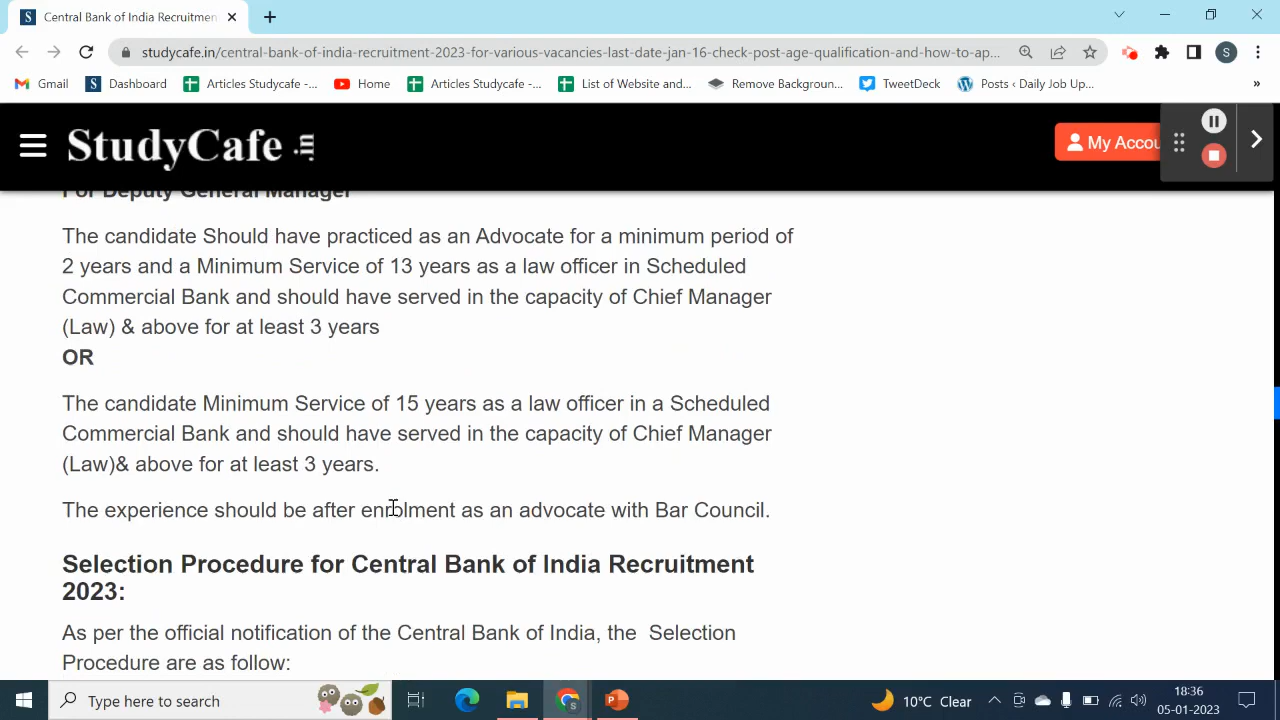 Central Bank of India Recruitmen
studycafe.in/central-bank-of-india-recruitment-2023-for-various-vacancies-last-date-jan-16-check-post-age-qualification-and-how-to-ap...
S
Gmail
Dashboard
Articles Studycafe -...
Home
Articles Studycafe -...
List of Website and...
Remove Backgroun...
TweetDeck
Posts ‹ Daily Job Up...
»
StudyCafe .in
My Accou
For Deputy General Manager
The candidate Should have practiced as an Advocate for a minimum period of
2 years and a Minimum Service of 13 years as a law officer in Scheduled
Commercial Bank and should have served in the capacity of Chief Manager
(Law) & above for at least 3 years
OR
The candidate Minimum Service of 15 years as a law officer in a Scheduled
Commercial Bank and should have served in the capacity of Chief Manager
(Law)& above for at least 3 years.
The experience should be after enrolment as an advocate with Bar Council.
Selection Procedure for Central Bank of India Recruitment
2023:
As per the official notification of the Central Bank of India, the  Selection
Procedure are as follow:
Type here to search
10°C Clear
18:36
05-01-2023